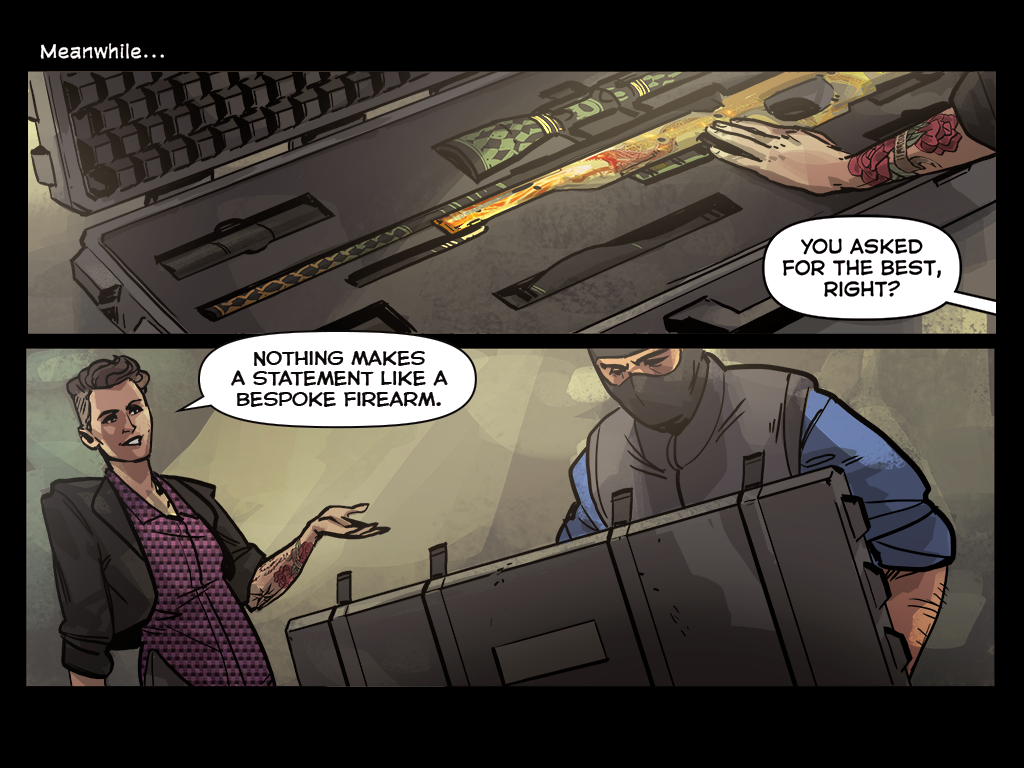 Meanwhile...
YOU ASKED
FOR THE BEST,
RIGHT?
NOTHING MAKES
A STATEMENT LIKE A
BESPOKE FIREARM.